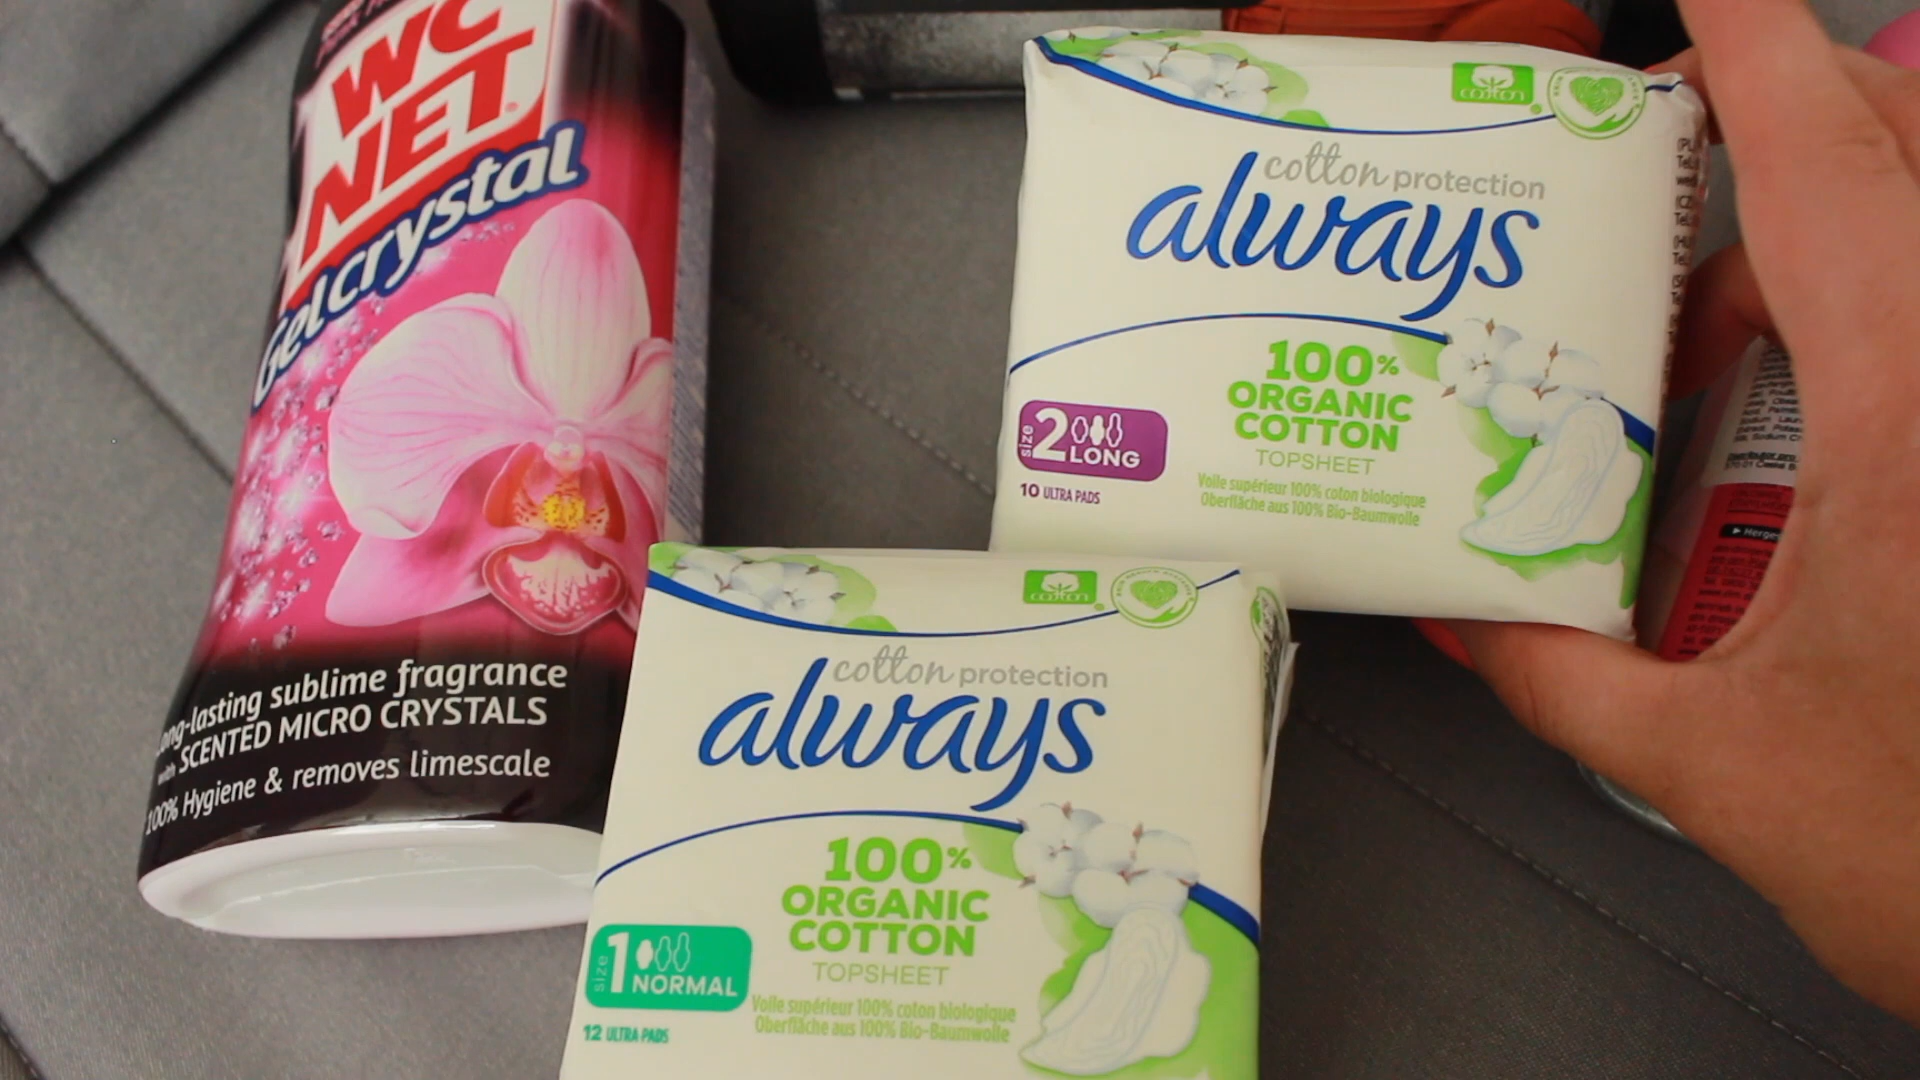 WC
NET
Gelcrystal
long-lasting sublime fragrance
with SCENTED MICRO CRYSTALS
100% Hygiene & removes limescale
cotton
cotton protection
always
100%
ORGANIC
COTTON
TOPSHEET
Voile supérieur 100% coton biologique
Oberfläche aus 100% Bio-Baumwolle
size 2 LONG
10 ULTRA PADS
cotton
cotton protection
always
100%
ORGANIC
COTTON
TOPSHEET
Voile supérieur 100% coton biologique
Oberfläche aus 100% Bio-Baumwolle
size 1 NORMAL
12 ULTRA PADS